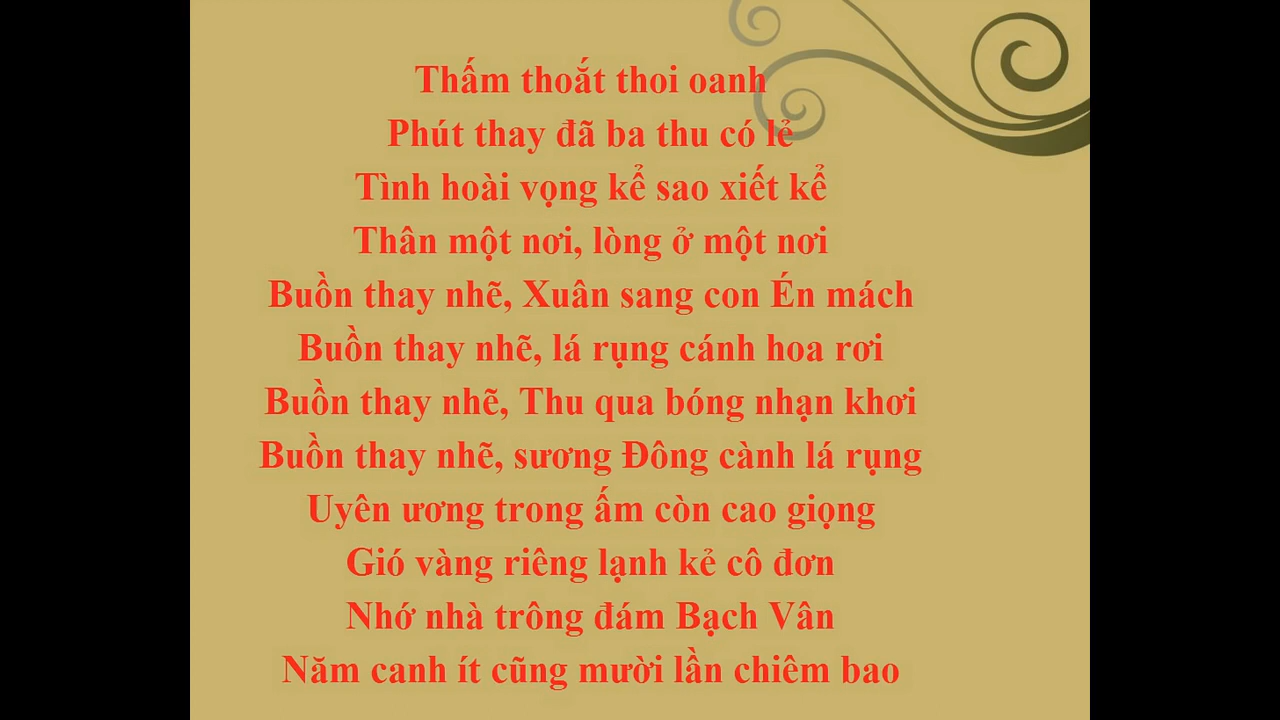 Thấm thoắt thoi oanh
Phút thay đã ba thu có lẻ
Tình hoài vọng kể sao xiết kể
Thân một nơi, lòng ở một nơi
Buồn thay nhẽ, Xuân sang con Én mách
Buồn thay nhẽ, lá rụng cánh hoa rơi
Buồn thay nhẽ, Thu qua bóng nhạn khơi
Buồn thay nhẽ, sương Đông cành lá rụng
Uyên ương trong ấm còn cao giọng
Gió vàng riêng lạnh kẻ cô đơn
Nhớ nhà trông đám Bạch Vân
Năm canh ít cũng mười lần chiêm bao